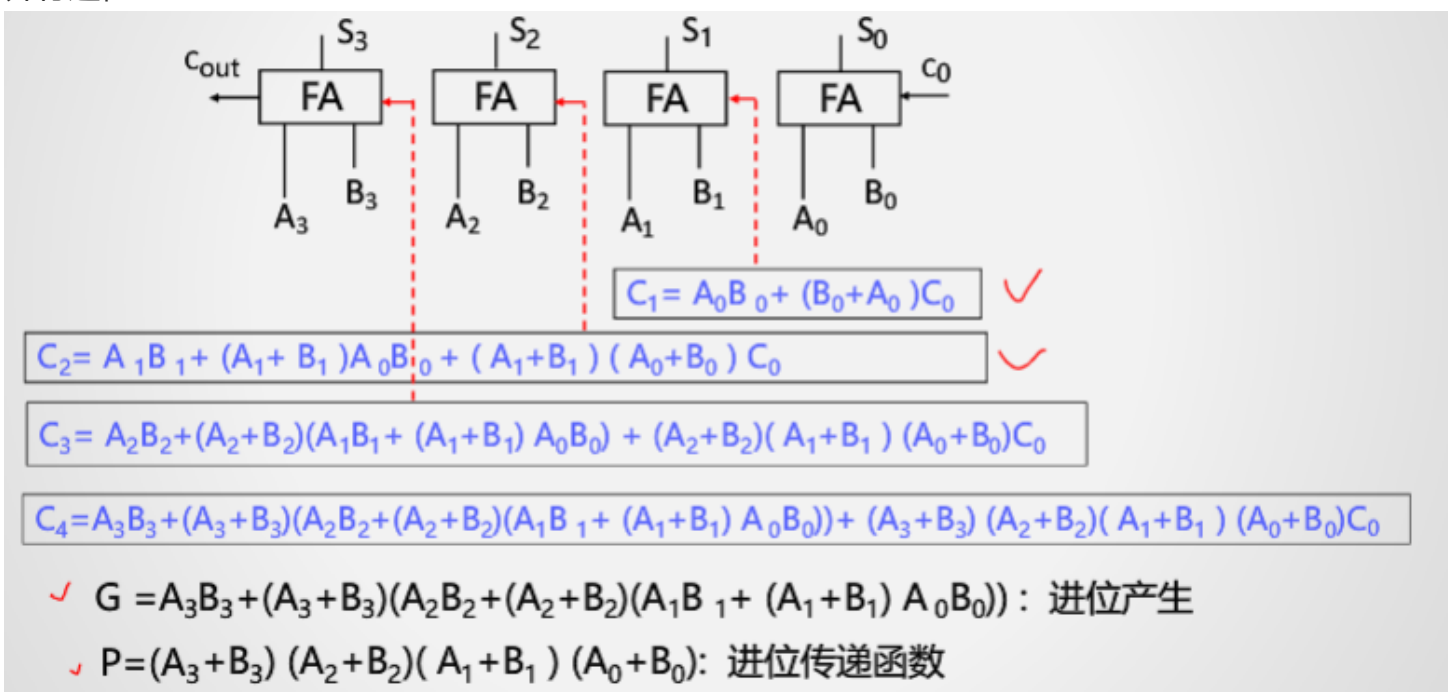 S₃ S₂ S₁ S₀
Cout FA FA FA FA C₀
A₃ B₃ A₂ B₂ A₁ B₁ A₀ B₀
C₁= A₀B ₀+ (B₀+A₀ )C₀
C₂= A ₁B ₁+ (A₁+ B₁ )A ₀B ₀ + ( A₁+B₁ ) ( A₀+B₀ ) C₀
C₃= A₂B₂+(A₂+B₂)(A₁B₁+ (A₁+B₁) A₀B₀) + (A₂+B₂)( A₁+B₁ ) (A₀+B₀)C₀
C₄=A₃B₃+(A₃+B₃)(A₂B₂+(A₂+B₂)(A₁B ₁+ (A₁+B₁) A ₀B₀))+ (A₃+B₃) (A₂+B₂)( A₁+B₁ ) (A₀+B₀)C₀
G =A₃B₃+(A₃+B₃)(A₂B₂+(A₂+B₂)(A₁B ₁+ (A₁+B₁) A ₀B₀)) : 进位产生
P=(A₃+B₃) (A₂+B₂)( A₁+B₁ ) (A₀+B₀): 进位传递函数